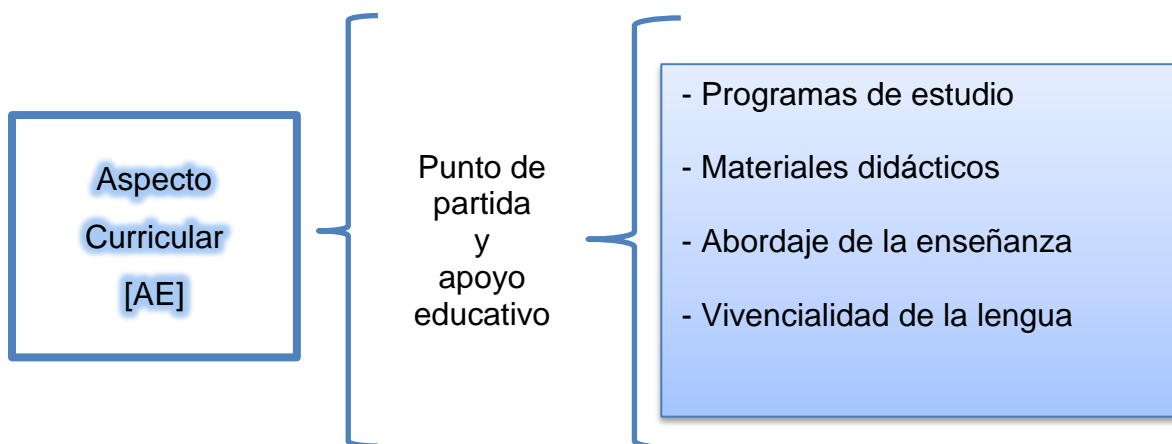 Aspecto
Curricular
[AE]
Punto de
partida
y
apoyo
educativo
- Programas de estudio
- Materiales didácticos
- Abordaje de la enseñanza
- Vivencialidad de la lengua